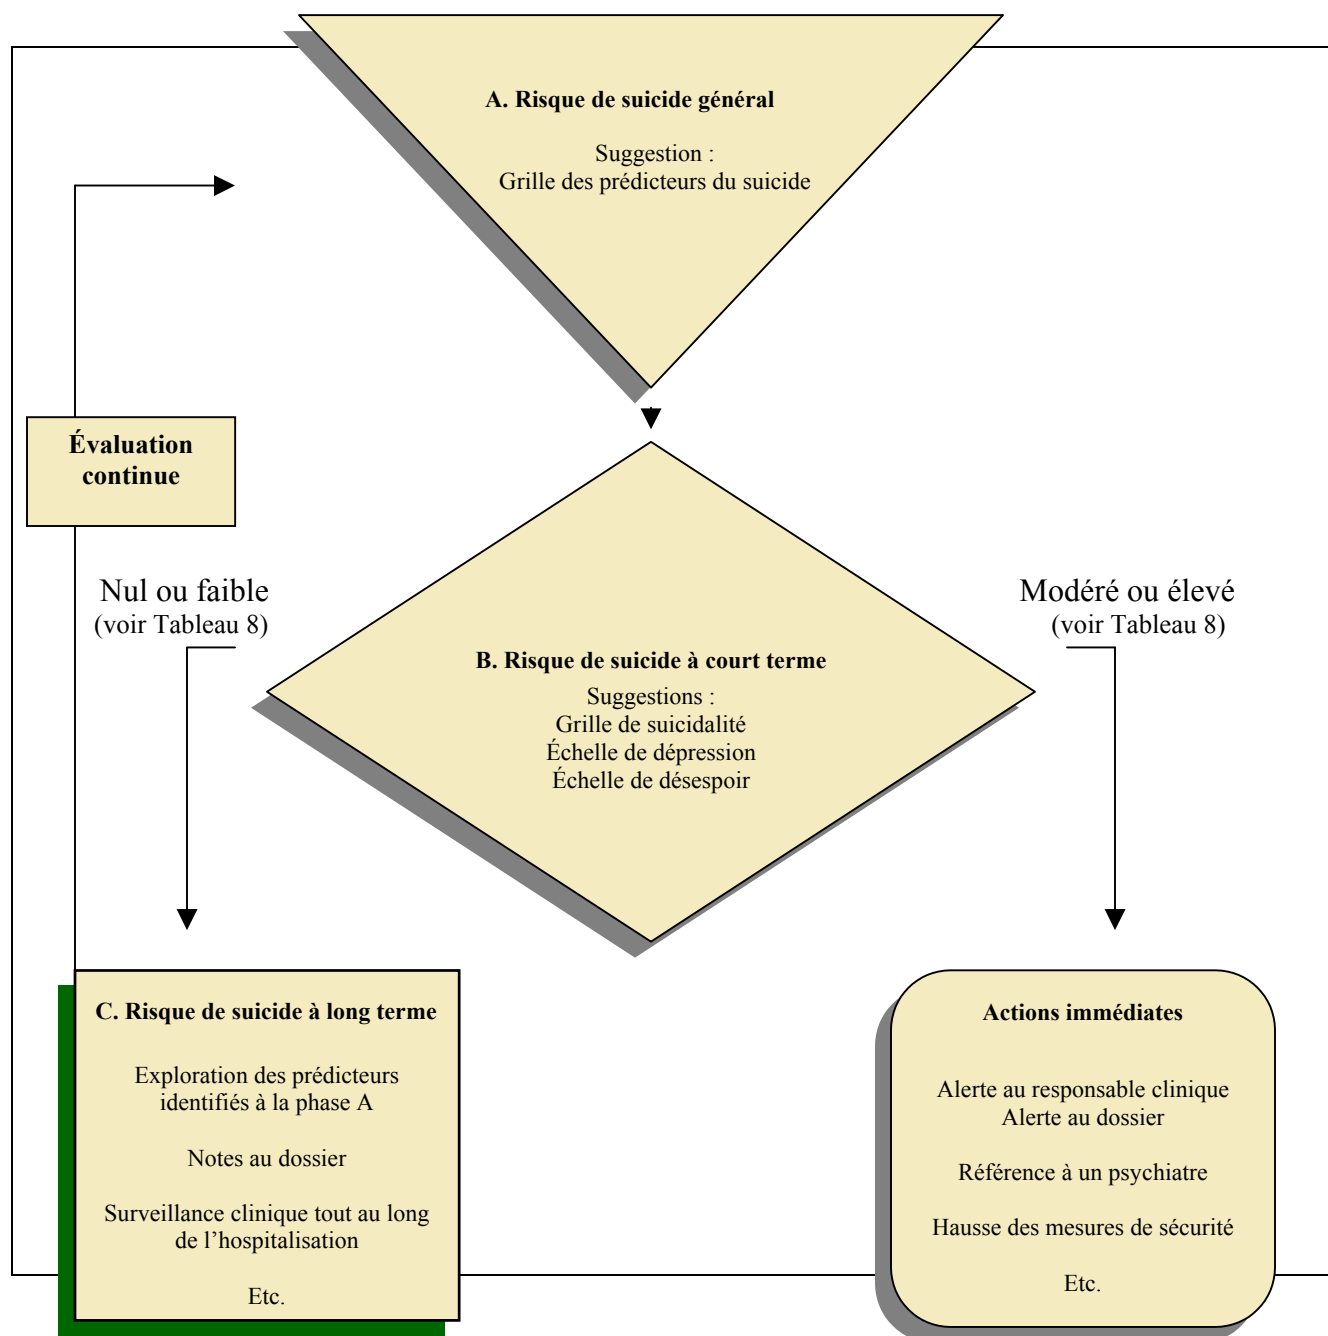 A. Risque de suicide général
Suggestion :
Grille des prédicteurs du suicide
Évaluation
continue
Nul ou faible
(voir Tableau 8)
Modéré ou élevé
(voir Tableau 8)
B. Risque de suicide à court terme
Suggestions :
Grille de suicidalité
Échelle de dépression
Échelle de désespoir
C. Risque de suicide à long terme
Exploration des prédicteurs
identifiés à la phase A
Notes au dossier
Surveillance clinique tout au long
de l’hospitalisation
Etc.
Actions immédiates
Alerte au responsable clinique
Alerte au dossier
Référence à un psychiatre
Hausse des mesures de sécurité
Etc.